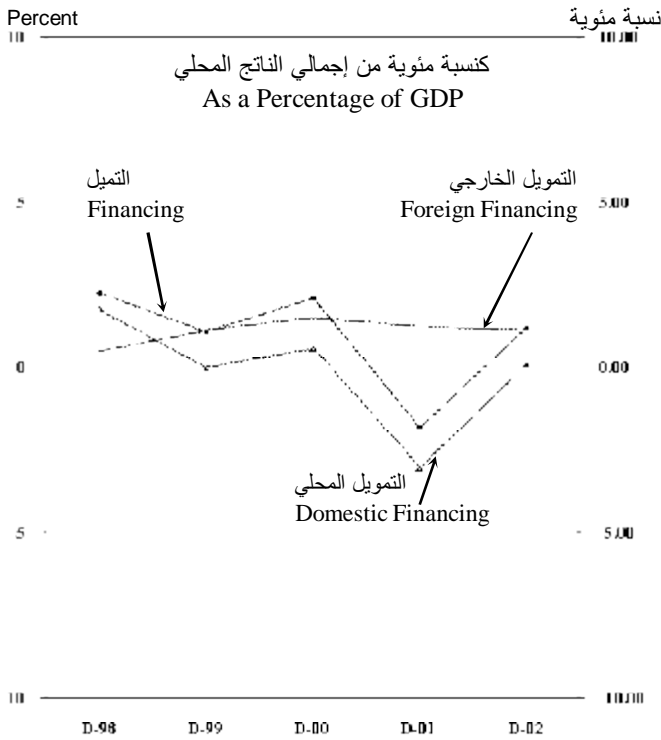 Percent
نسبة مئوية
10
10.00
كنسبة مئوية من إجمالي الناتج المحلي
As a Percentage of GDP
التميل
Financing
التمويل الخارجي
Foreign Financing
5
5.00
0
0.00
التمويل المحلي
Domestic Financing
5
5.00
10
10.00
D-98 D-99 D-00 D-01 D-02